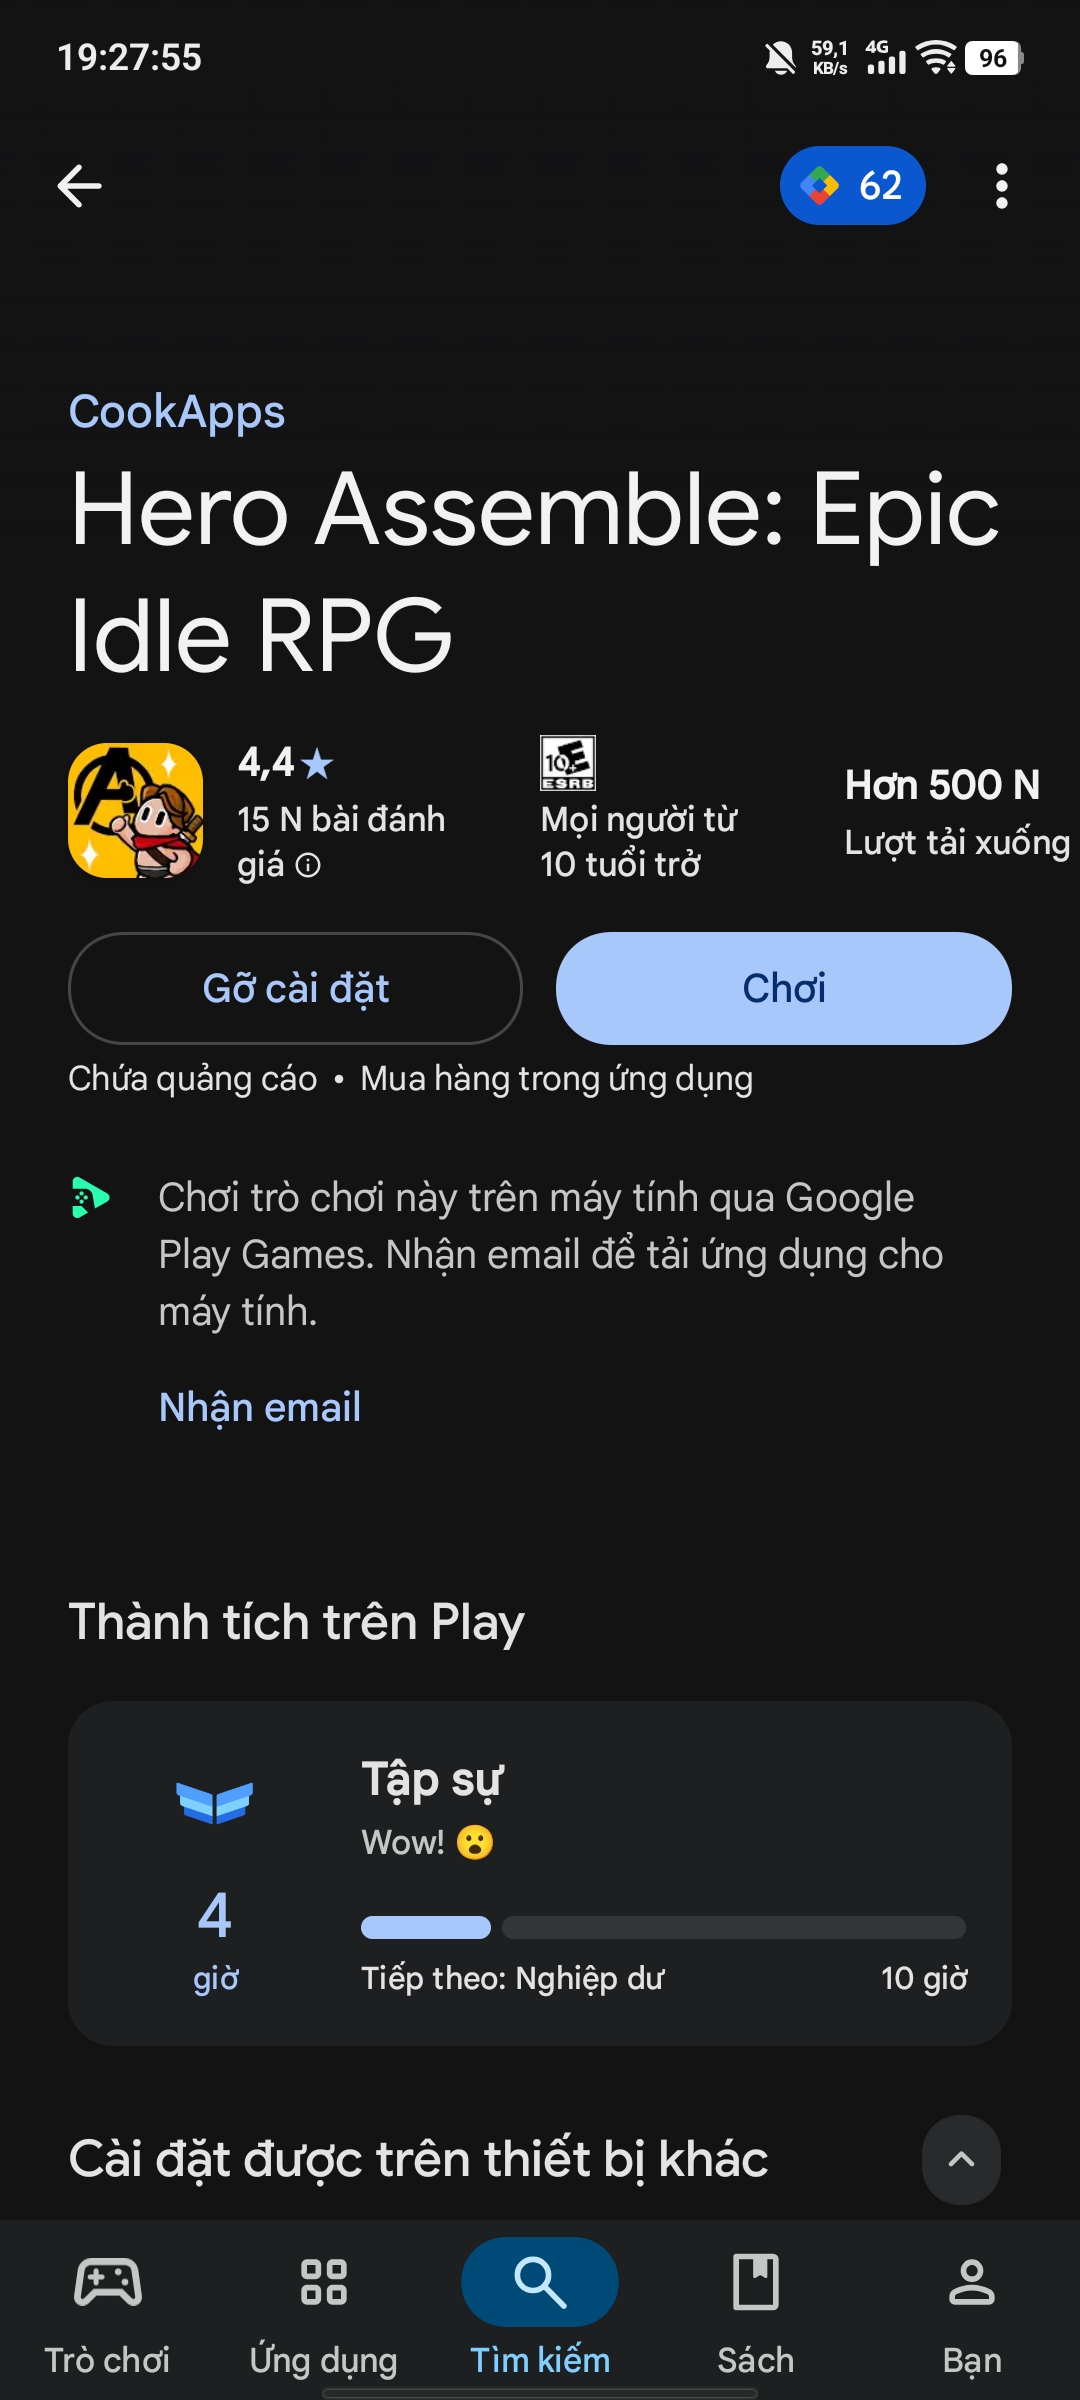 19:27:55
59,1
KB/s
4G
96
62
CookApps
Hero Assemble: Epic
Idle RPG
4,4★
15 N bài đánh
giá
10+
ESRB
Mọi người từ
10 tuổi trở
Hơn 500 N
Lượt tải xuống
Gỡ cài đặt
Chơi
Chứa quảng cáo • Mua hàng trong ứng dụng
Chơi trò chơi này trên máy tính qua Google
Play Games. Nhận email để tải ứng dụng cho
máy tính.
Nhận email
Thành tích trên Play
Tập sự
Wow! 😮
4
giờ
Tiếp theo: Nghiệp dư
10 giờ
Cài đặt được trên thiết bị khác
Trò chơi
Ứng dụng
Tìm kiếm
Sách
Bạn